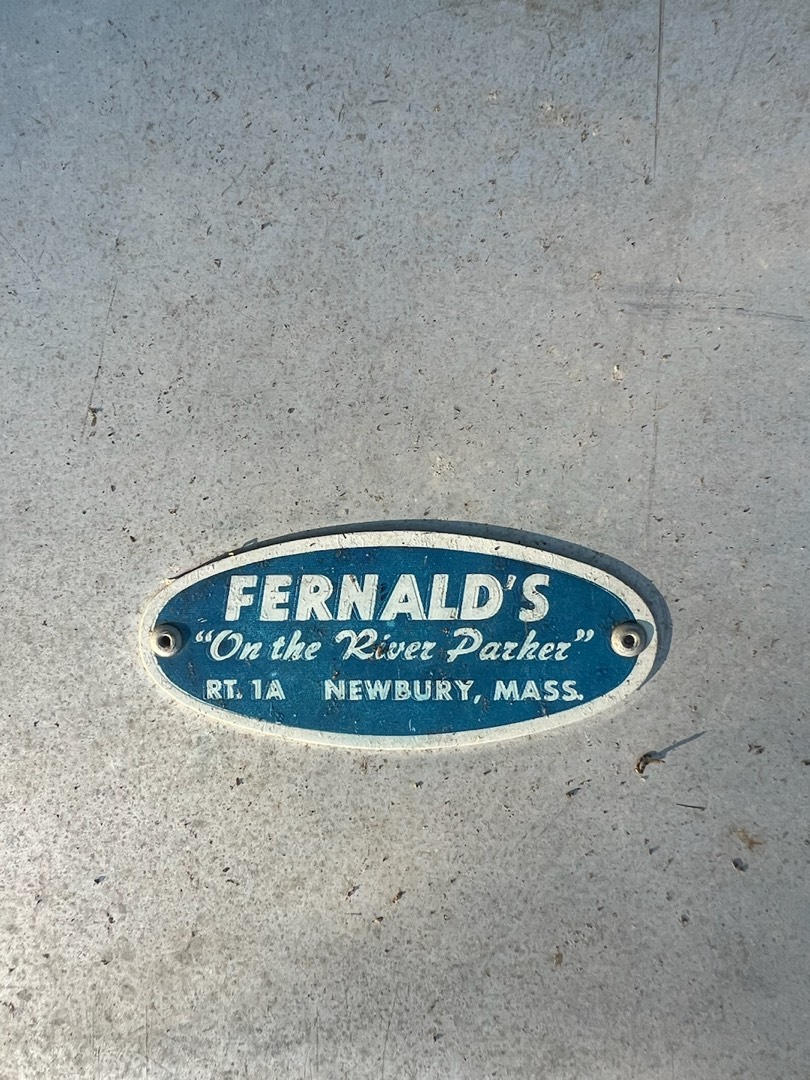 FERNALD'S
"On the River Parker"
RT. 1A NEWBURY, MASS.